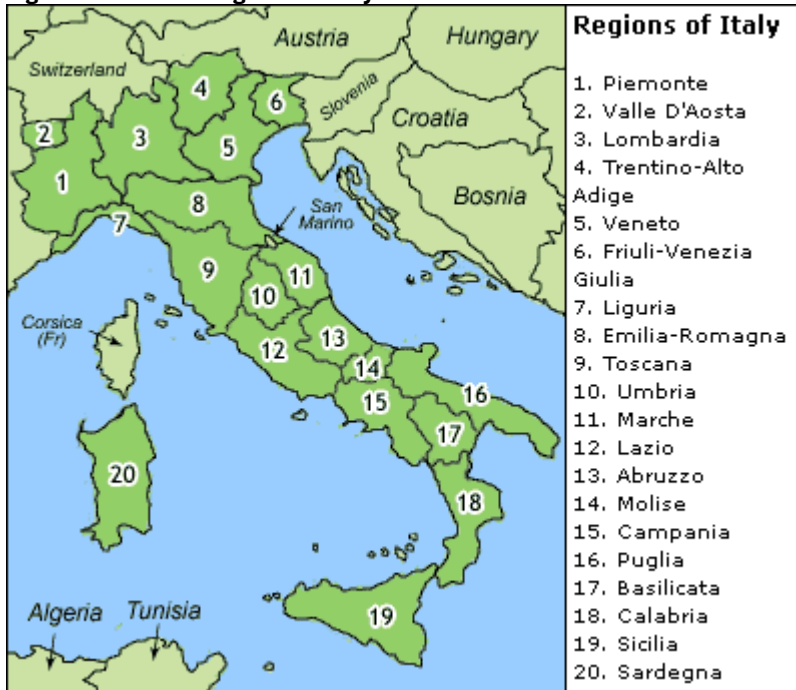 Regions of Italy
1. Piemonte
2. Valle D'Aosta
3. Lombardia
4. Trentino-Alto
Adige
5. Veneto
6. Friuli-Venezia
Giulia
7. Liguria
8. Emilia-Romagna
9. Toscana
10. Umbria
11. Marche
12. Lazio
13. Abruzzo
14. Molise
15. Campania
16. Puglia
17. Basilicata
18. Calabria
19. Sicilia
20. Sardegna
Austria
Hungary
Switzerland
Slovenia
Croatia
Bosnia
San
Marino
Corsica
(Fr)
Algeria
Tunisia
4
6
2
3
5
1
8
7
9
11
10
13
12
14
15
16
17
20
18
19